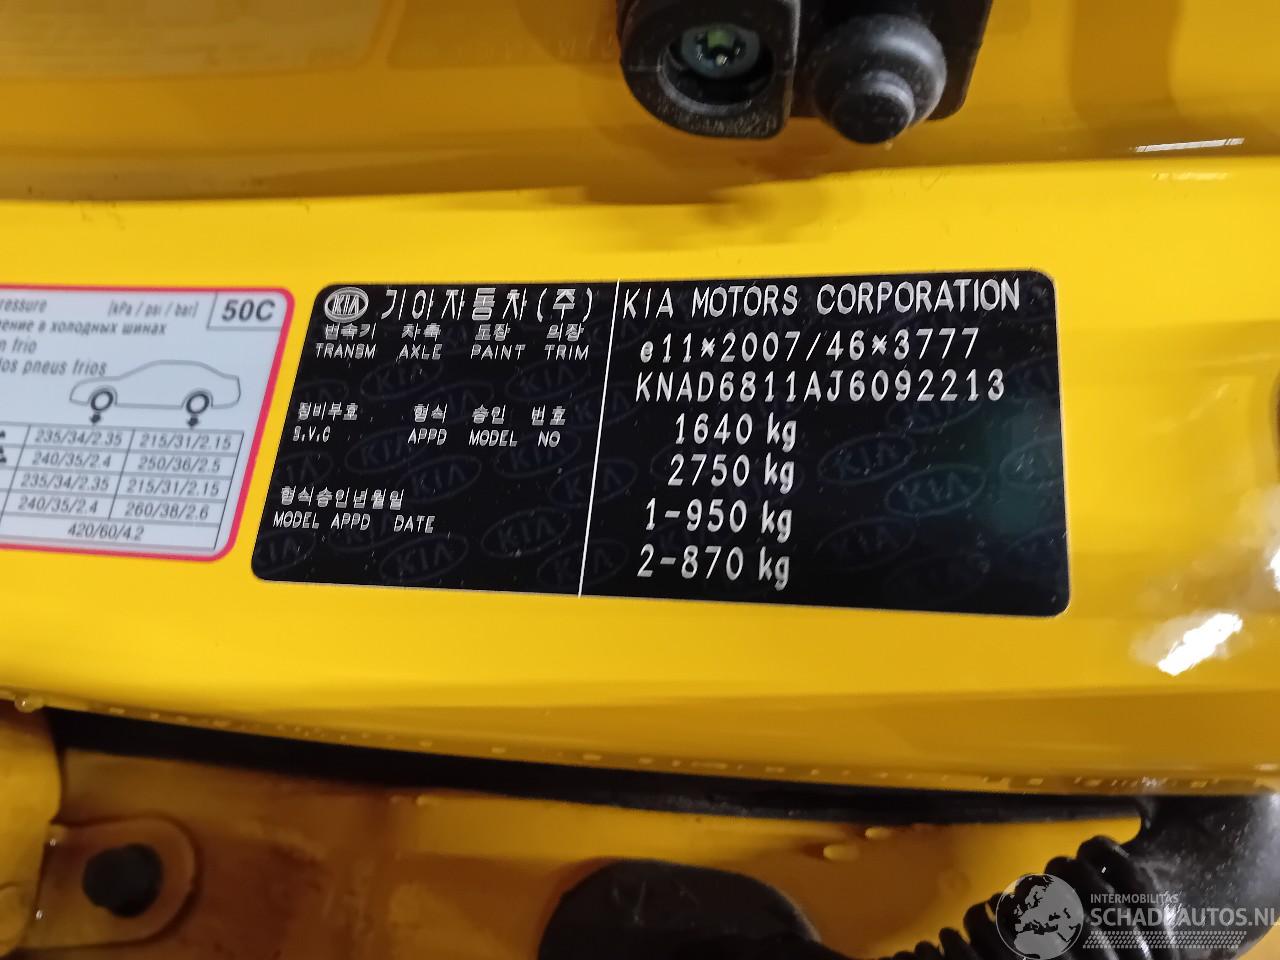 ressure [kPa / psi / bar] 50C
ение в холодных шинах
frio
pneus frios
235/34/2.35 215/31/2.15
240/35/2.4 250/36/2.5
235/34/2.35 215/31/2.15
240/35/2.4 260/38/2.6
420/60/4.2
KIA 기아자동차(주) KIA MOTORS CORPORATION
변속기 차축 도장 의장
TRANSM AXLE PAINT TRIM
e11*2007/46*3777
KNAD6811AJ6092213
정비부호 형식 승인 번호
S.V.C APPD MODEL NO
1640 kg
2750 kg
형식승인년월일
MODEL APPD DATE
1-950 kg
2-870 kg
INTERMOBILITAS
SCHADEAUTOS.NL